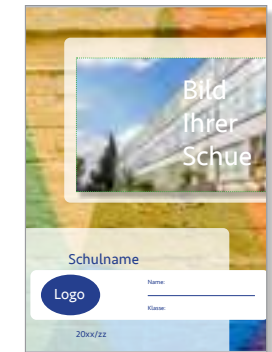 Bild
Ihrer
Schue
Schulname
Logo
Name:
Klasse:
20xx/zz